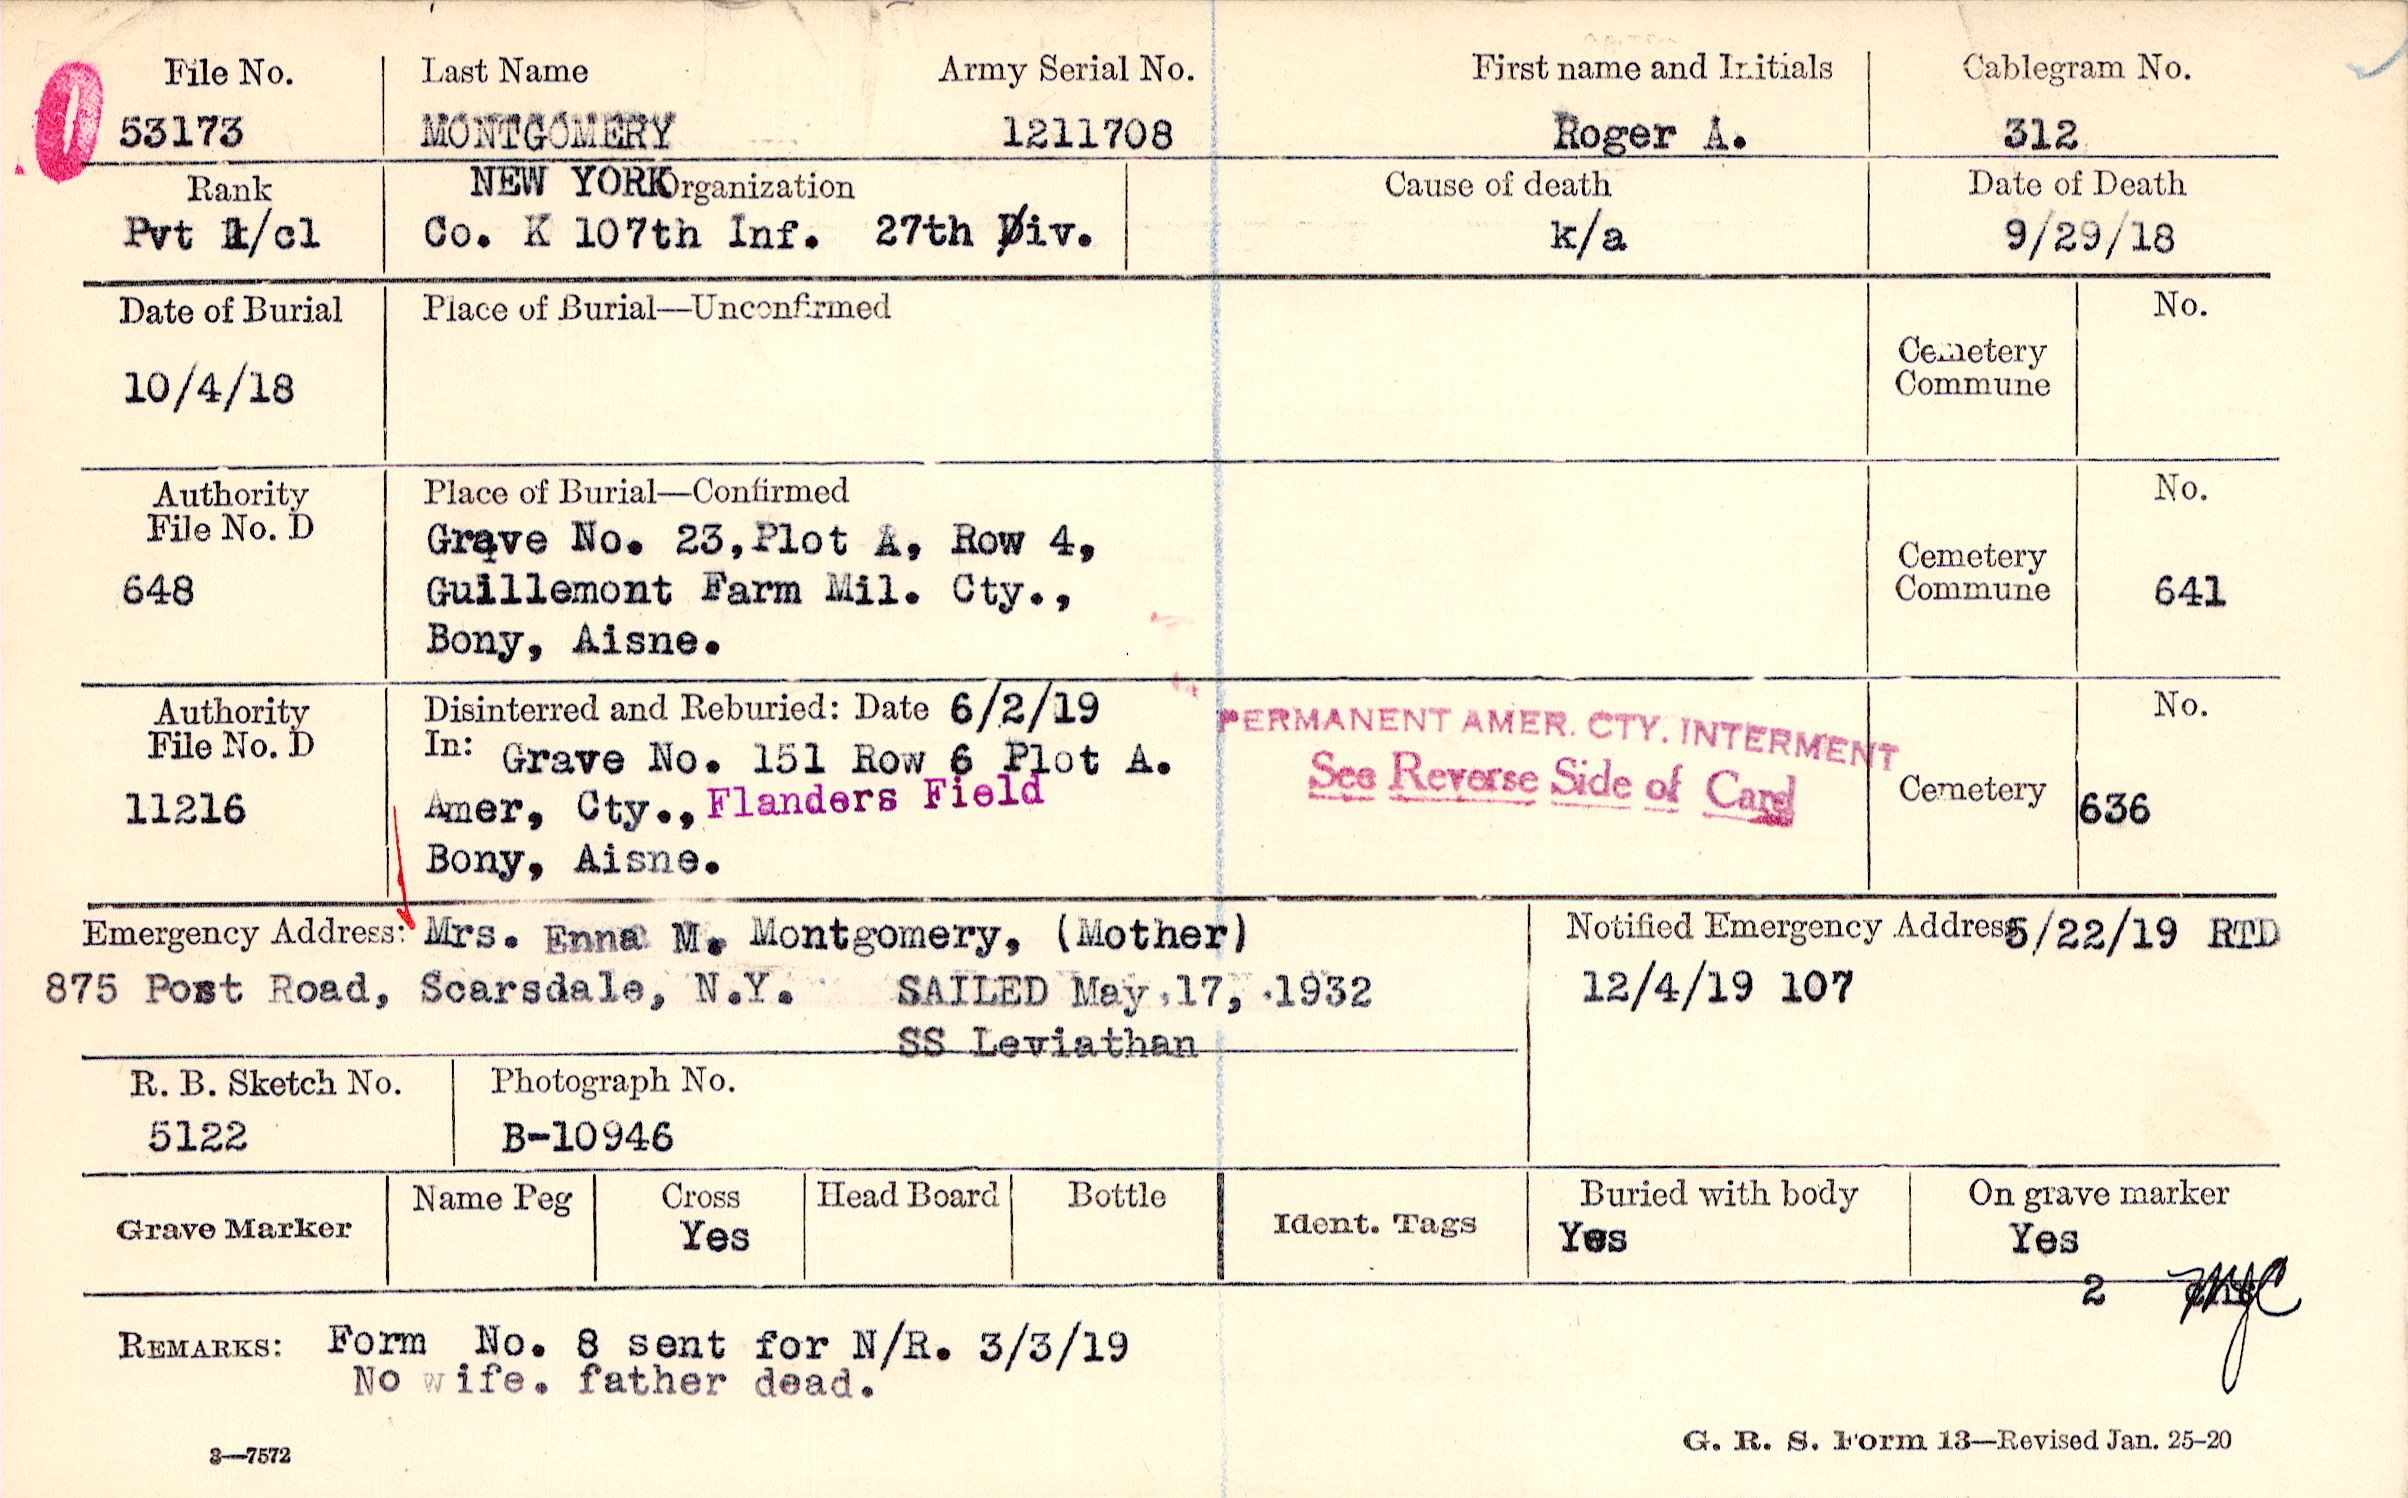 File No. Last Name Army Serial No. First name and Initials Cablegram No.
53173 MONTGOMERY 1211708 Roger A. 312
Rank NEW YORK Organization Cause of death Date of Death
Pvt 1/cl Co. K 107th Inf. 27th Div. k/a 9/29/18
Date of Burial Place of Burial—Unconfirmed No.
Cemetery
Commune
10/4/18
Authority Place of Burial—Confirmed No.
File No. D
Grave No. 23, Plot A, Row 4,
Cemetery
648 Guillemont Farm Mil. Cty., Commune 641
Bony, Aisne.
Authority Disinterred and Reburied: Date 6/2/19 No.
File No. D In: Grave No. 151 Row 6 Plot A.
PERMANENT AMER. CTY. INTERMENT
See Reverse Side of Card
11216 Amer, Cty., Flanders Field Cemetery 636
Bony, Aisne.
Emergency Address: Mrs. Enna M. Montgomery, (Mother) Notified Emergency Address 5/22/19 RTD
875 Post Road, Scarsdale, N.Y. SAILED May 17, 1932 12/4/19 107
SS Leviathan
R. B. Sketch No. Photograph No.
5122 B-10946
Grave Marker Name Peg Cross Head Board Bottle Ident. Tags Buried with body On grave marker
Yes Yes Yes
2
REMARKS: Form No. 8 sent for N/R. 3/3/19
No wife. father dead.
3—7572 G. R. S. Form 13—Revised Jan. 25-20